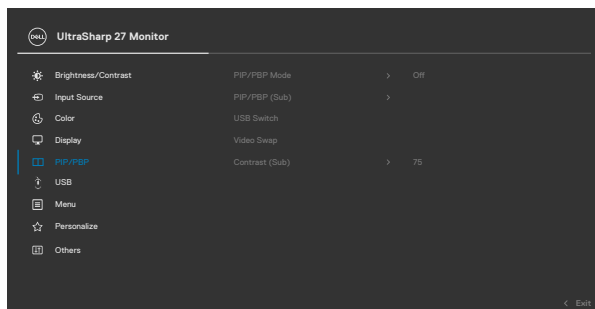 DELL UltraSharp 27 Monitor
Brightness/Contrast PIP/PBP Mode > Off
Input Source PIP/PBP (Sub) >
Color USB Switch
Display Video Swap
PIP/PBP Contrast (Sub) > 75
USB
Menu
Personalize
Others
< Exit